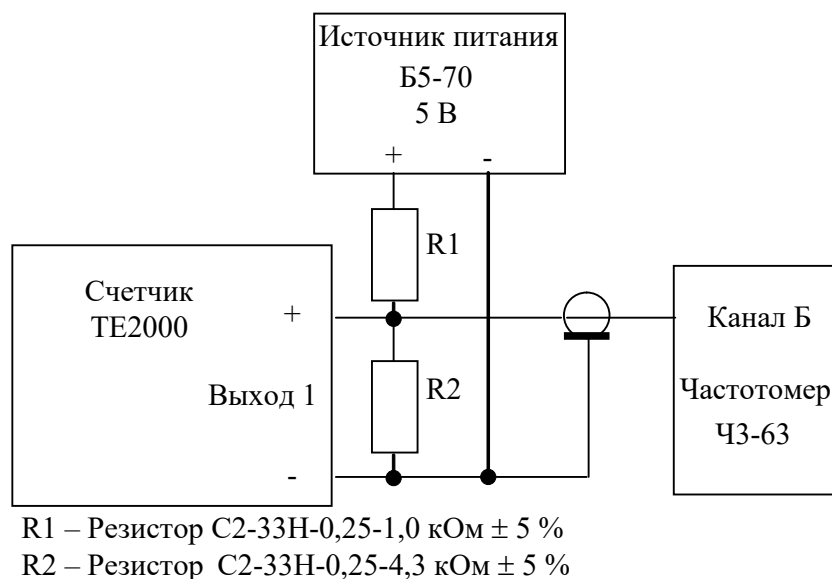 Источник питания
Б5-70
5 В
+ -
R1
Счетчик
ТЕ2000
+
Канал Б
Выход 1
R2
Частотомер
Ч3-63
-
R1 – Резистор С2-33Н-0,25-1,0 кОм ± 5 %
R2 – Резистор С2-33Н-0,25-4,3 кОм ± 5 %